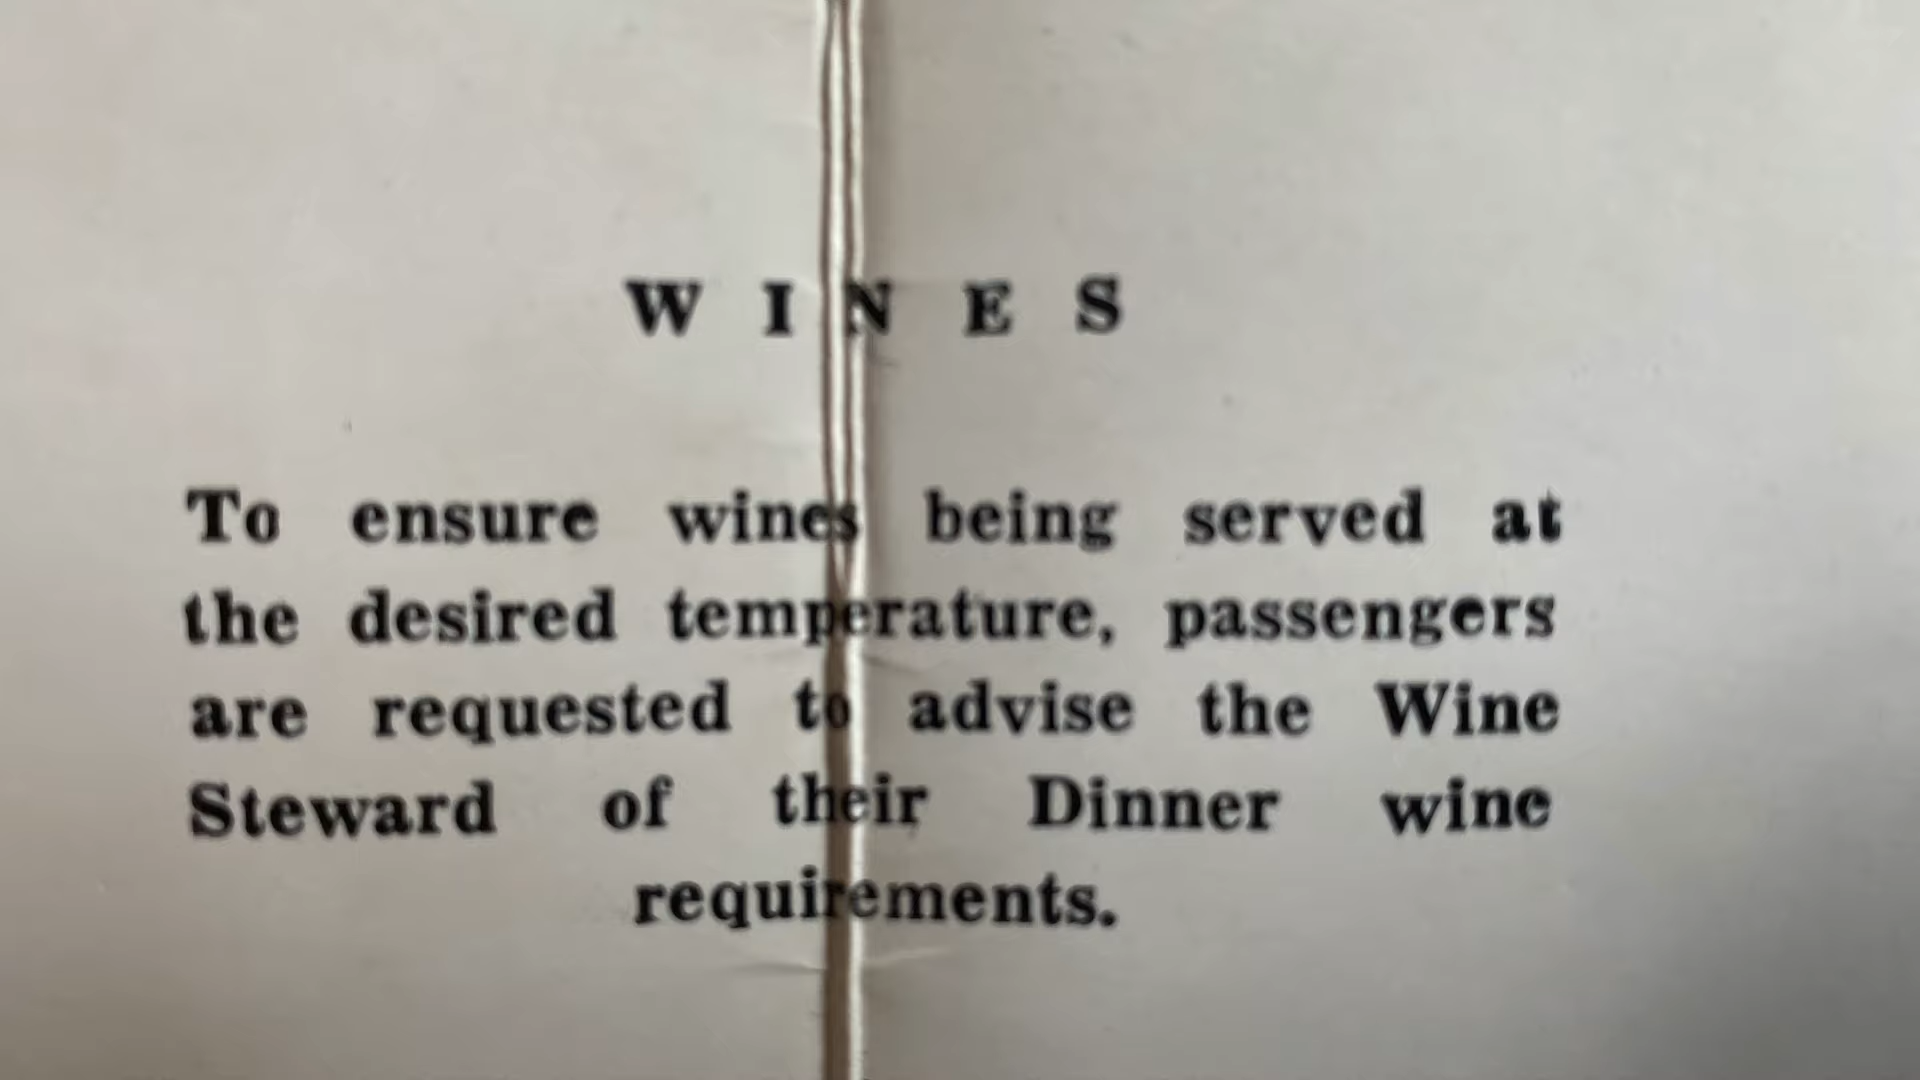 WINES
To ensure wines being served at
the desired temperature, passengers
are requested to advise the Wine
Steward of their Dinner wine
requirements.